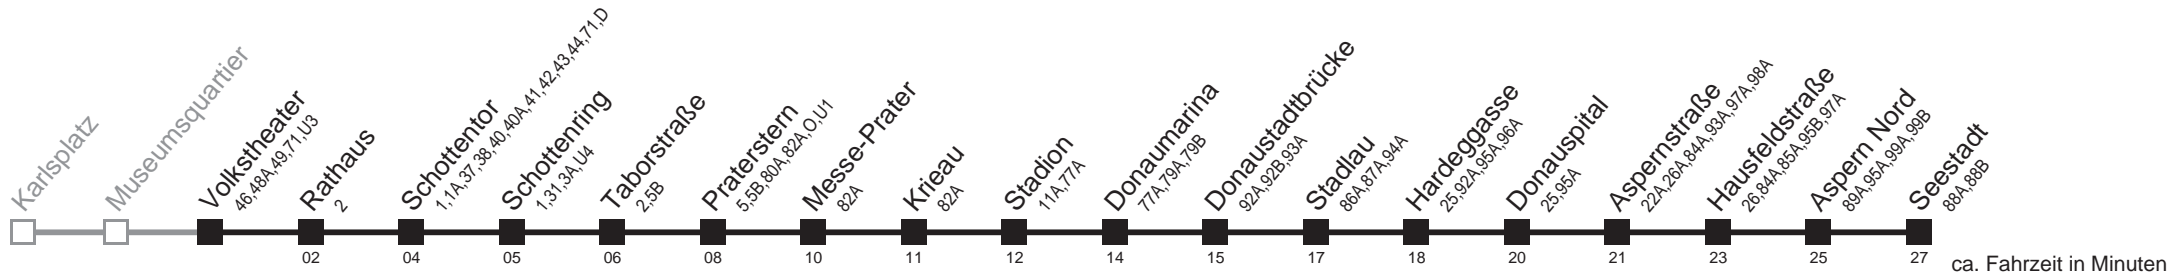 Karlsplatz
Museumsquartier
Volkstheater
46,48A,49,71,U3
Rathaus
2
Schottentor
1,1A,37,38,40,40A,41,42,43,44,71,D
Schottenring
1,31,3A,U4
Taborstraße
2,5B
Praterstern
5,5B,80A,82A,O,U1
Messe-Prater
82A
Krieau
82A
Stadion
11A,77A
Donaumarina
77A,79A,79B
Donaustadtbrücke
92A,92B,93A
Stadlau
86A,87A,94A
Hardeggasse
25,92A,95A,96A
Donauspital
25,95A
Aspernstraße
22A,26A,84A,93A,97A,98A
Hausfeldstraße
26,84A,85A,95B,97A
Aspern Nord
89A,95A,99A,99B
Seestadt
88A,88B
02 04 05 06 08 10 11 12 14 15 17 18 20 21 23 25 27 ca. Fahrzeit in Minuten